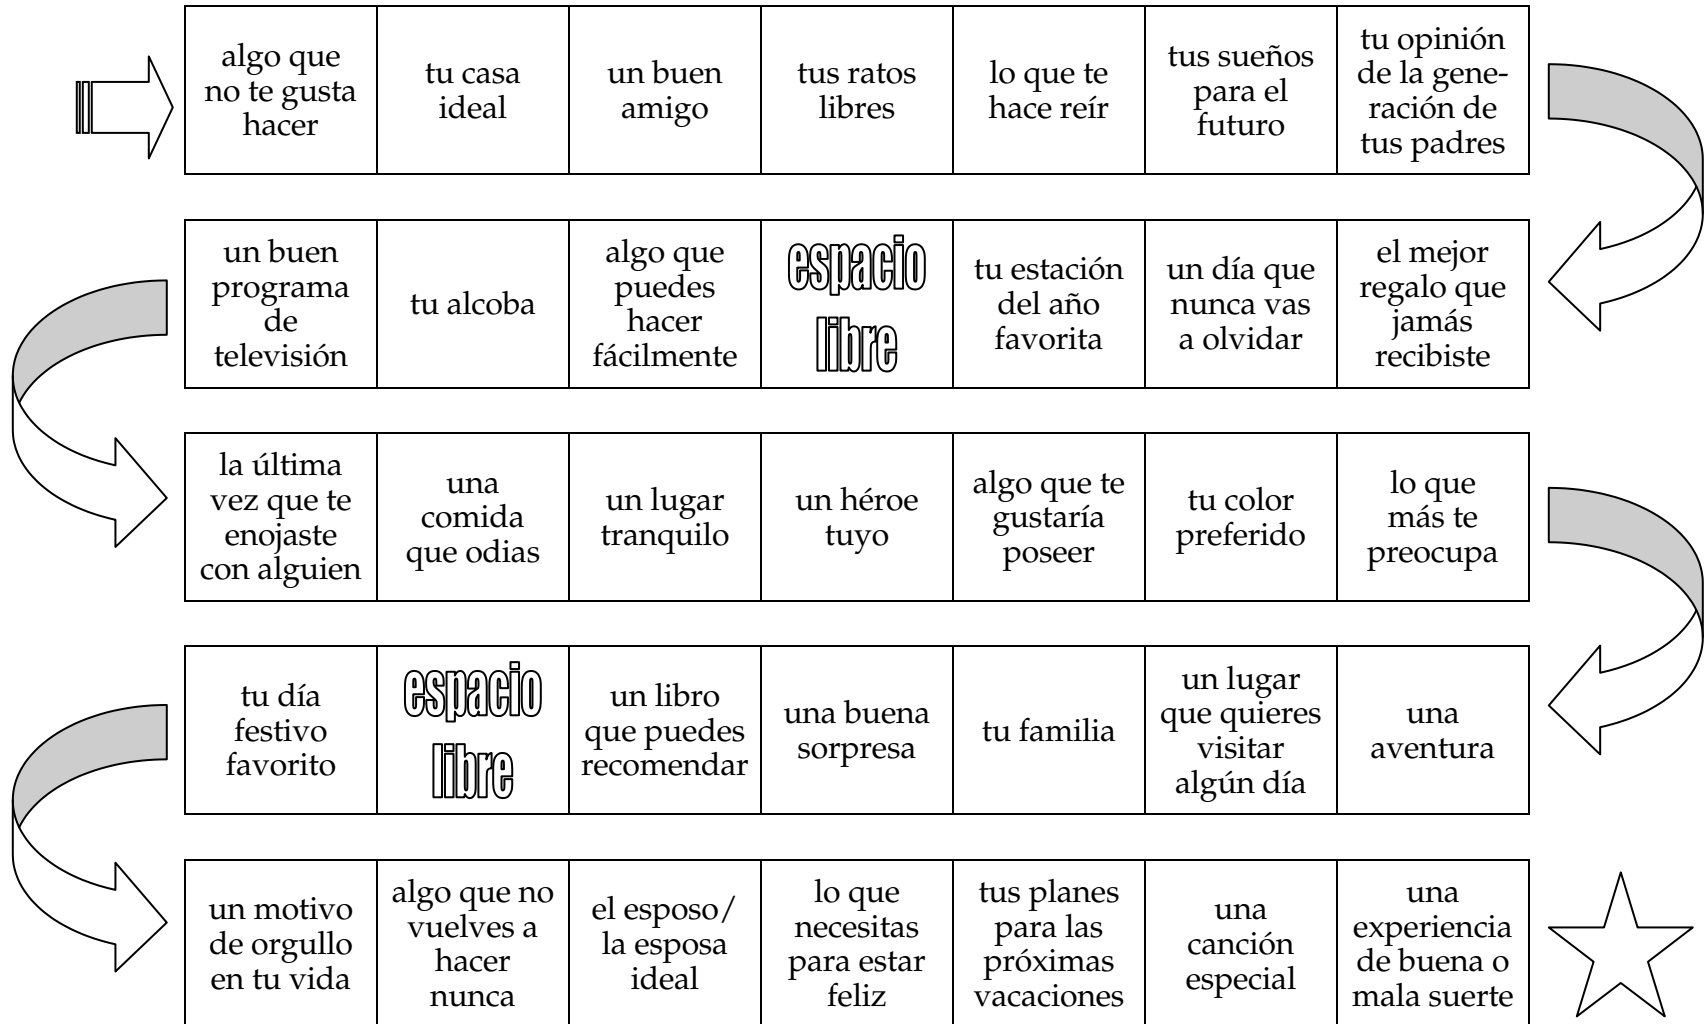 algo que
no te gusta
hacer
tu casa
ideal
un buen
amigo
tus ratos
libres
lo que te
hace reír
tus sueños
para el
futuro
tu opinión
de la gene-
ración de
tus padres
un buen
programa
de
televisión
tu alcoba
algo que
puedes
hacer
fácilmente
espacio
libre
tu estación
del año
favorita
un día que
nunca vas
a olvidar
el mejor
regalo que
jamás
recibiste
la última
vez que te
enojaste
con alguien
una
comida
que odias
un lugar
tranquilo
un héroe
tuyo
algo que te
gustaría
poseer
tu color
preferido
lo que
más te
preocupa
tu día
festivo
favorito
espacio
libre
un libro
que puedes
recomendar
una buena
sorpresa
tu familia
un lugar
que quieres
visitar
algún día
una
aventura
un motivo
de orgullo
en tu vida
algo que no
vuelves a
hacer
nunca
el esposo/
la esposa
ideal
lo que
necesitas
para estar
feliz
tus planes
para las
próximas
vacaciones
una
canción
especial
una
experiencia
de buena o
mala suerte